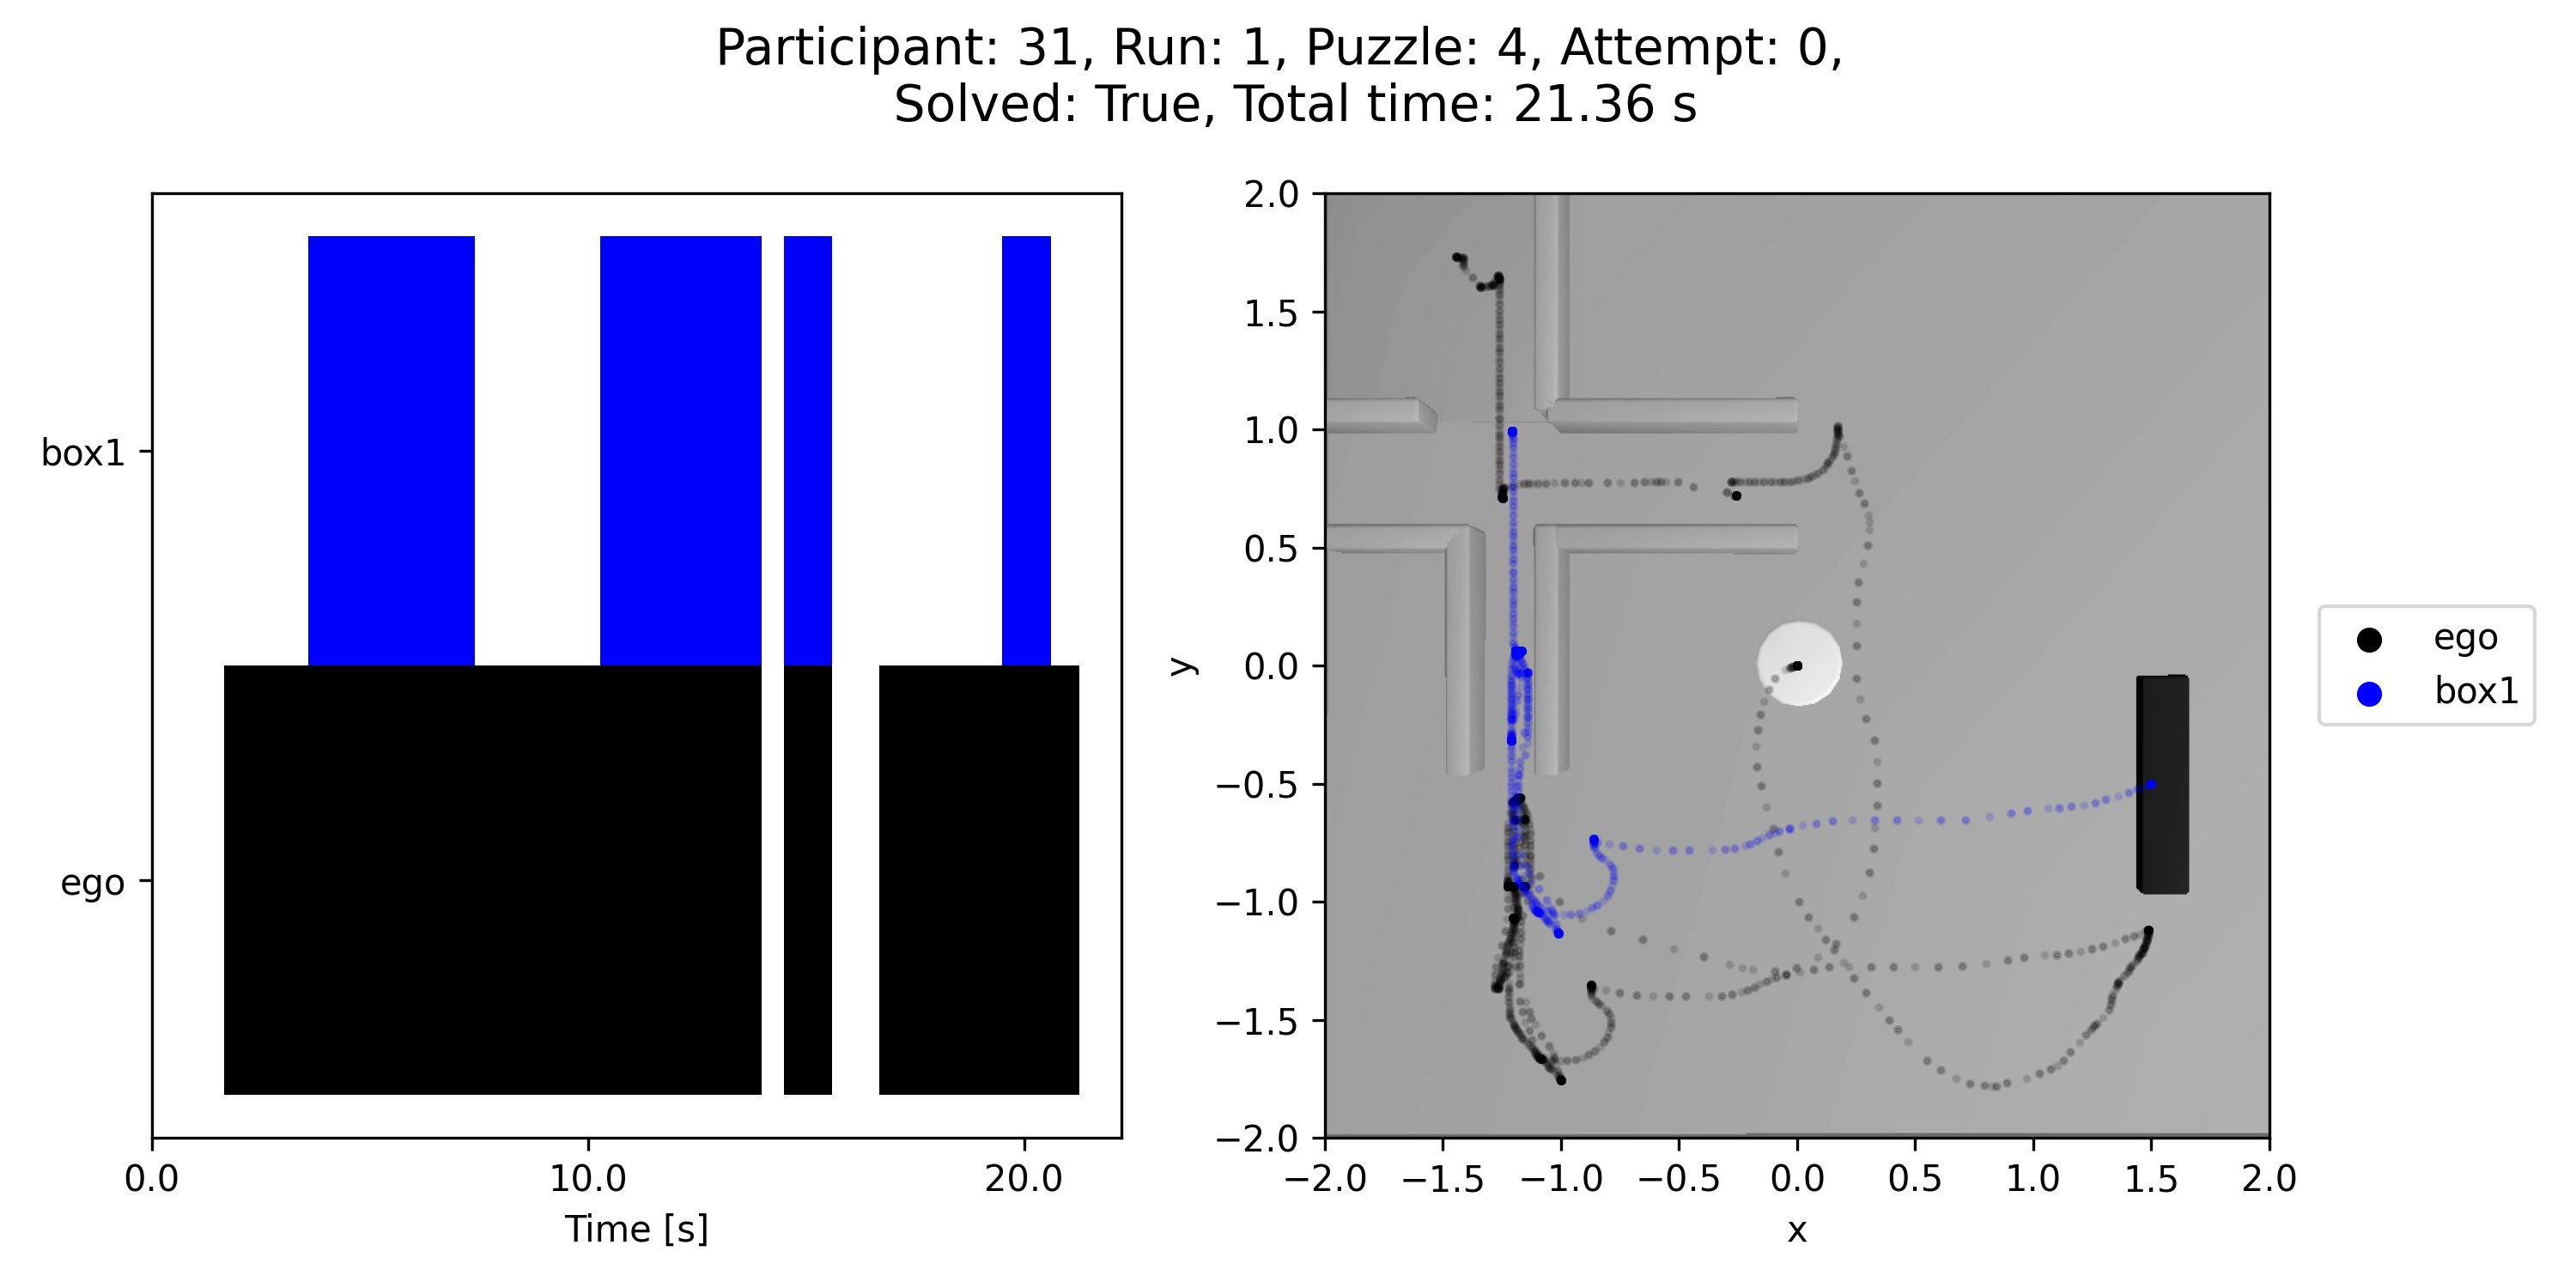 Participant: 31, Run: 1, Puzzle: 4, Attempt: 0,
Solved: True, Total time: 21.36 s
box1
ego
0.0 10.0 20.0
Time [s]
2.0
1.5
1.0
0.5
0.0
−0.5
−1.0
−1.5
−2.0
y
−2.0 −1.5 −1.0 −0.5 0.0 0.5 1.0 1.5 2.0
x
ego
box1